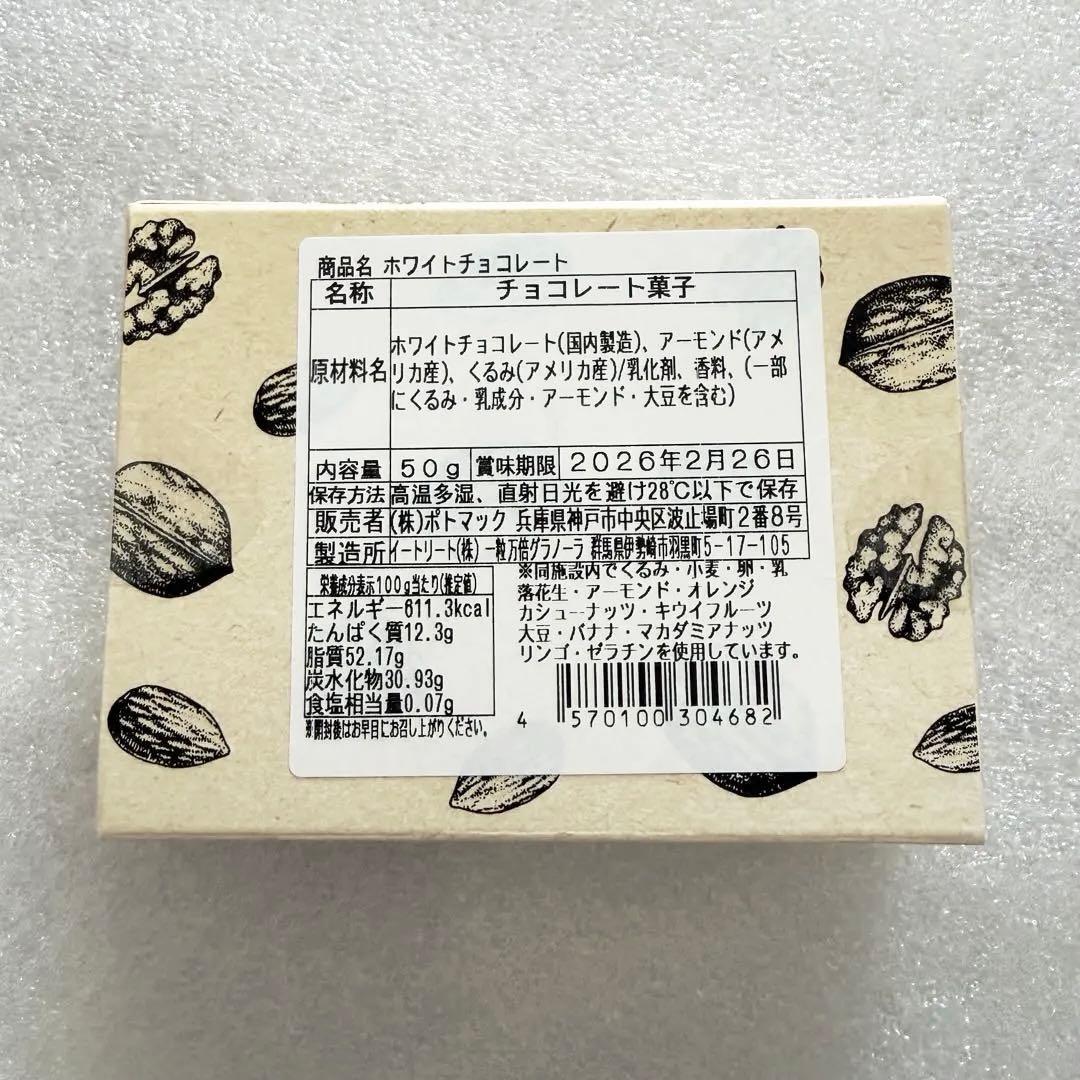 商品名 ホワイトチョコレート
名称 チョコレート菓子
原材料名 ホワイトチョコレート(国内製造)、アーモンド(アメ
リカ産)、くるみ(アメリカ産)/乳化剤、香料、(一部
にくるみ・乳成分・アーモンド・大豆を含む)
内容量 50g 賞味期限 2026年2月26日
保存方法 高温多湿、直射日光を避け28℃以下で保存
販売者 (株)ポトマック 兵庫県神戸市中央区波止場町2番8号
製造所 イートリート(株) 一粒万倍グラノーラ 群馬県伊勢崎市羽黒町5-17-105
栄養成分表示100g当たり(推定値)
エネルギー611.3kcal
たんぱく質12.3g
脂質52.17g
炭水化物30.93g
食塩相当量0.07g
※開封後はお早目にお召し上がりください。
※同施設内でくるみ・小麦・卵・乳
落花生・アーモンド・オレンジ
カシューナッツ・キウイフルーツ
大豆・バナナ・マカダミアナッツ
リンゴ・ゼラチンを使用しています。
4 570100 304682